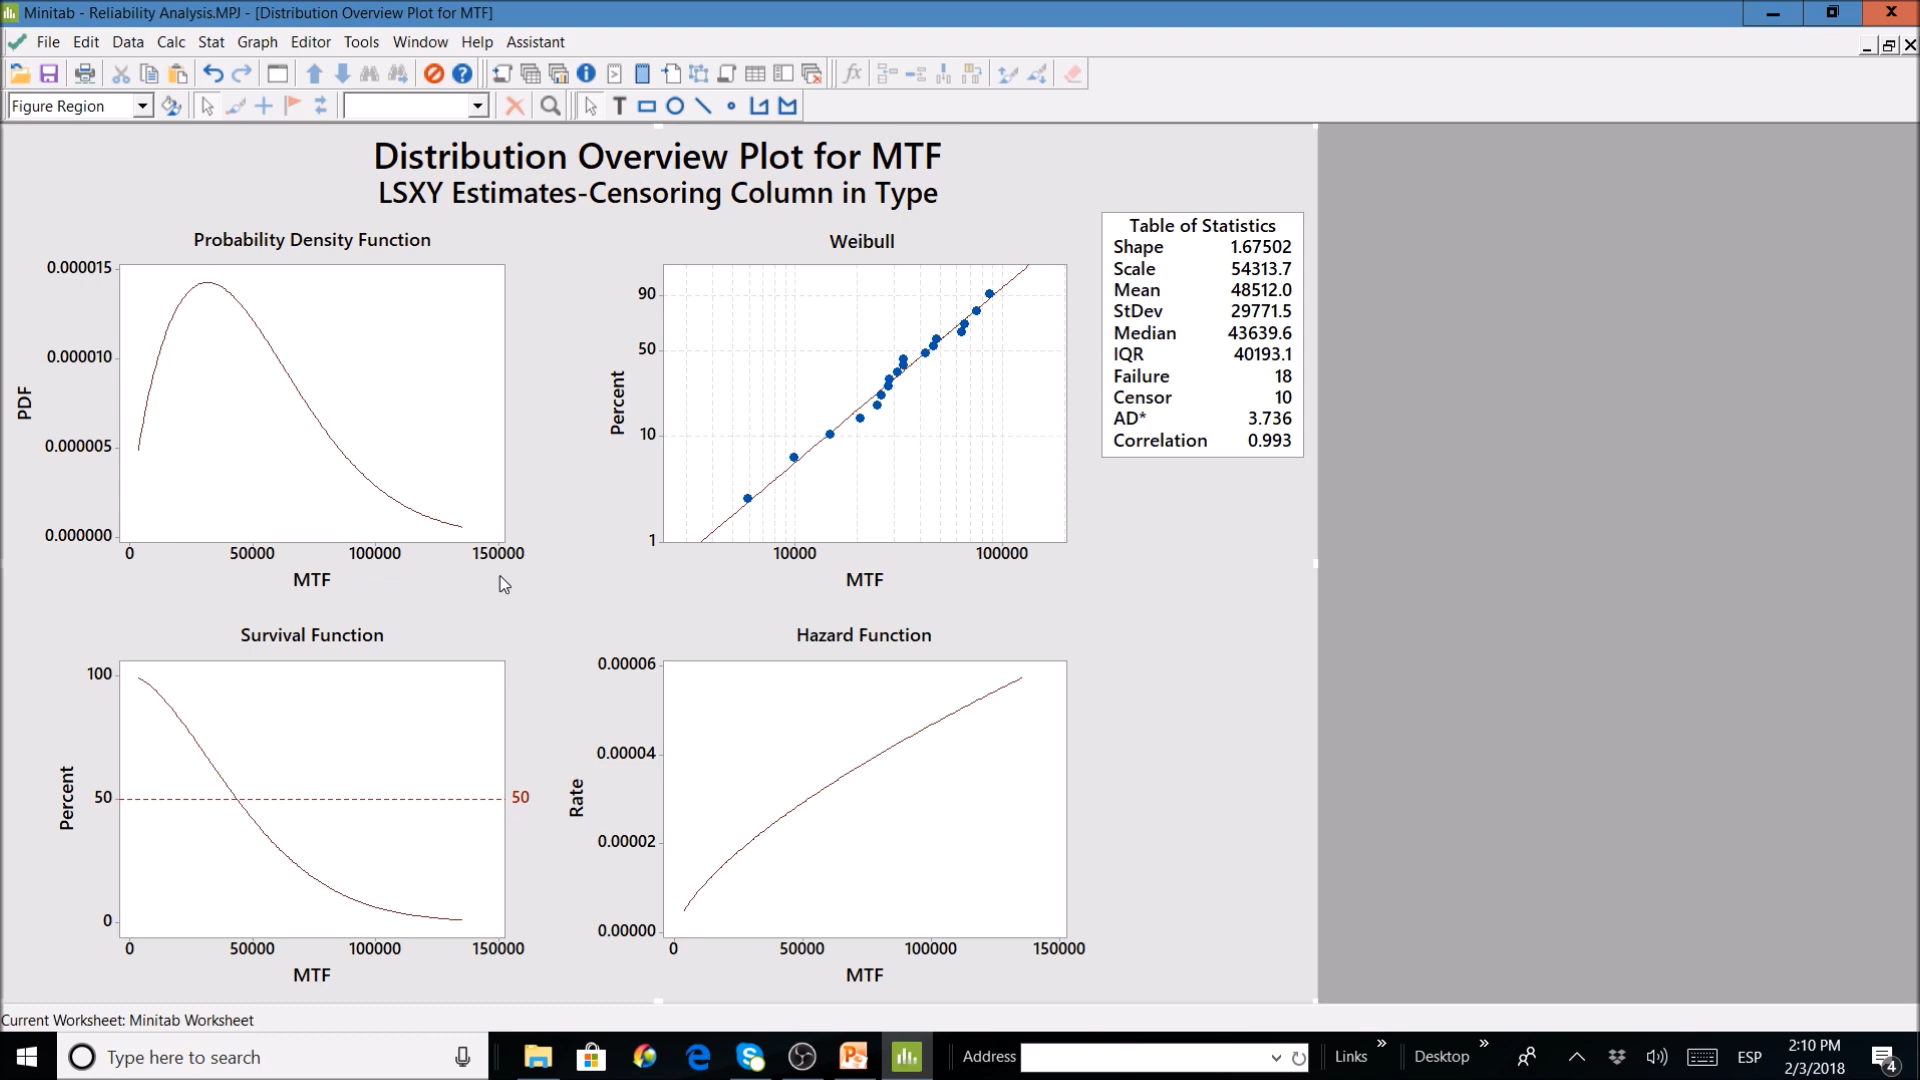 Minitab - Reliability Analysis.MPJ - [Distribution Overview Plot for MTF]
File Edit Data Calc Stat Graph Editor Tools Window Help Assistant
Figure Region
Distribution Overview Plot for MTF
LSXY Estimates-Censoring Column in Type
Probability Density Function
0.000015
0.000010
0.000005
0.000000
PDF
0 50000 100000 150000
MTF
Weibull
90
50
10
1
Percent
10000 100000
MTF
Table of Statistics
Shape 1.67502
Scale 54313.7
Mean 48512.0
StDev 29771.5
Median 43639.6
IQR 40193.1
Failure 18
Censor 10
AD* 3.736
Correlation 0.993
Survival Function
100
50
0
50
Percent
0 50000 100000 150000
MTF
Hazard Function
0.00006
0.00004
0.00002
0.00000
Rate
0 50000 100000 150000
MTF
Current Worksheet: Minitab Worksheet
Type here to search
Address
Links
Desktop
ESP
2:10 PM
2/3/2018
4